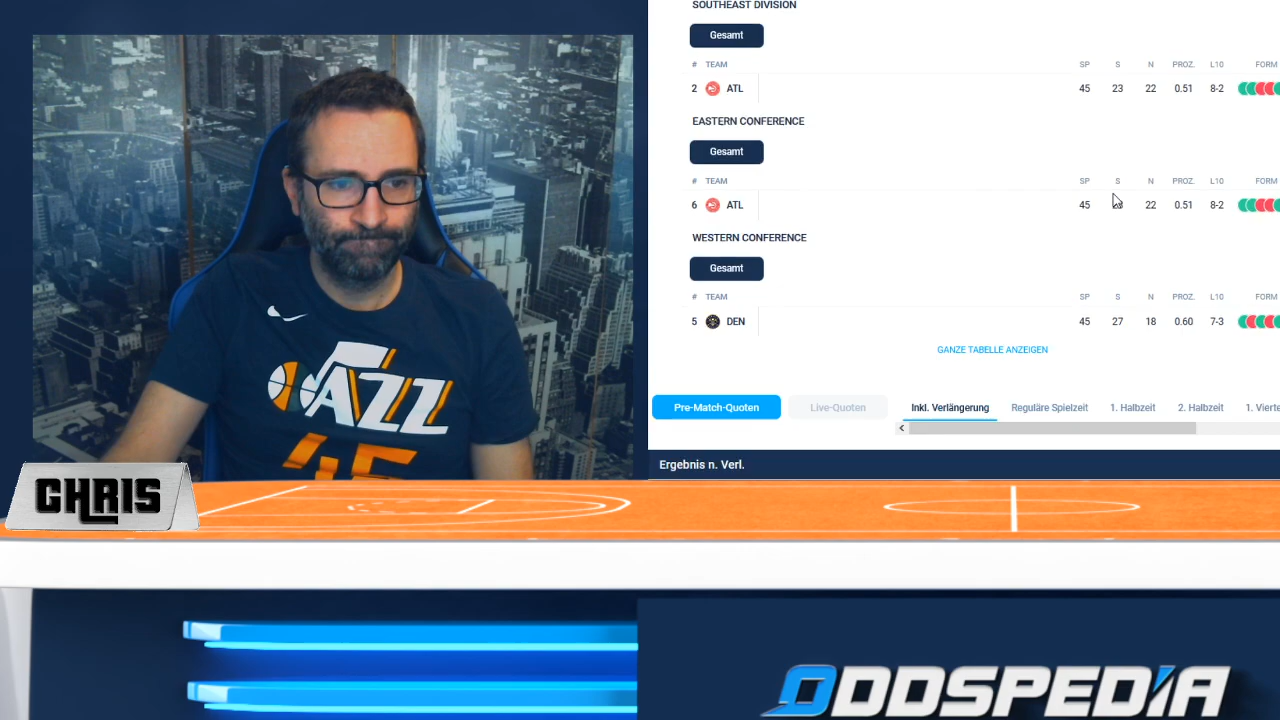 SOUTHEAST DIVISION
Gesamt
# TEAM SP S N PROZ. L10 FORM
2 ATL 45 23 22 0.51 8-2
EASTERN CONFERENCE
Gesamt
# TEAM SP S N PROZ. L10 FORM
6 ATL 45 22 0.51 8-2
WESTERN CONFERENCE
Gesamt
# TEAM SP S N PROZ. L10 FORM
5 DEN 45 27 18 0.60 7-3
GANZE TABELLE ANZEIGEN
Pre-Match-Quoten Live-Quoten Inkl. Verlängerung Reguläre Spielzeit 1. Halbzeit 2. Halbzeit 1. Vierte
Ergebnis n. Verl.
JAZZ
45
CHRIS
ODDSPEDIA